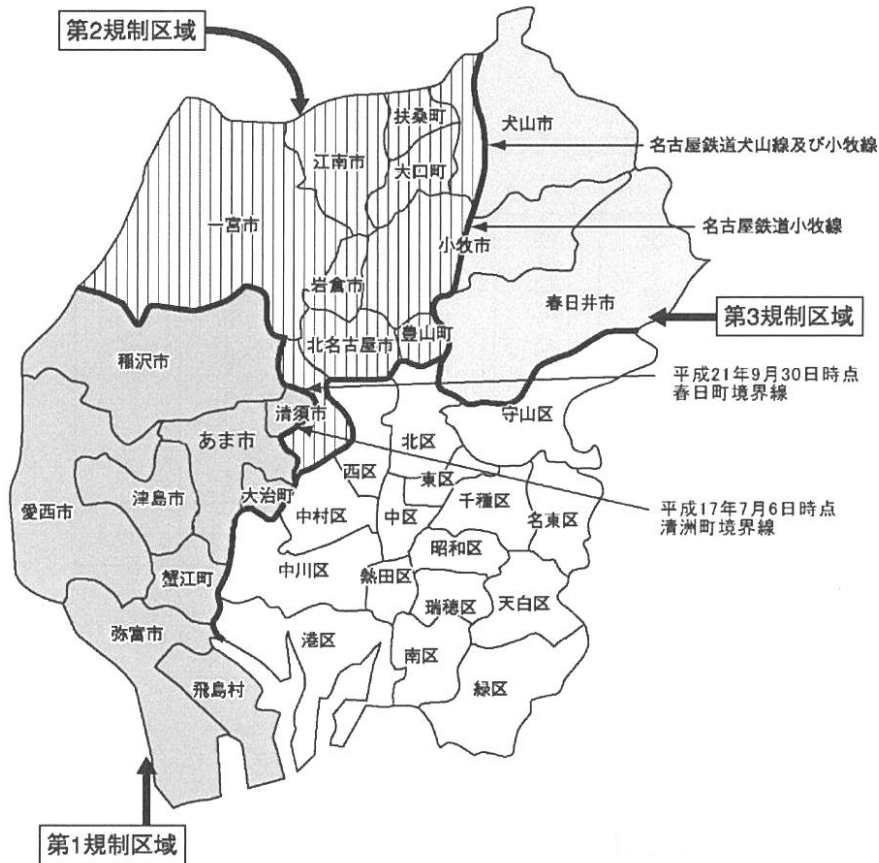 第2規制区域
扶桑町
犬山市
名古屋鉄道犬山線及び小牧線
江南市
大口町
一宮市
小牧市
名古屋鉄道小牧線
岩倉市
春日井市
第3規制区域
北名古屋市
豊山町
稲沢市
平成21年9月30日時点
春日町境界線
清須市
守山区
あま市
北区
西区
東区
愛西市
津島市
大治町
中村区
中区
千種区
名東区
平成17年7月6日時点
清洲町境界線
昭和区
蟹江町
中川区
熱田区
瑞穂区
天白区
弥富市
港区
南区
飛島村
緑区
第1規制区域